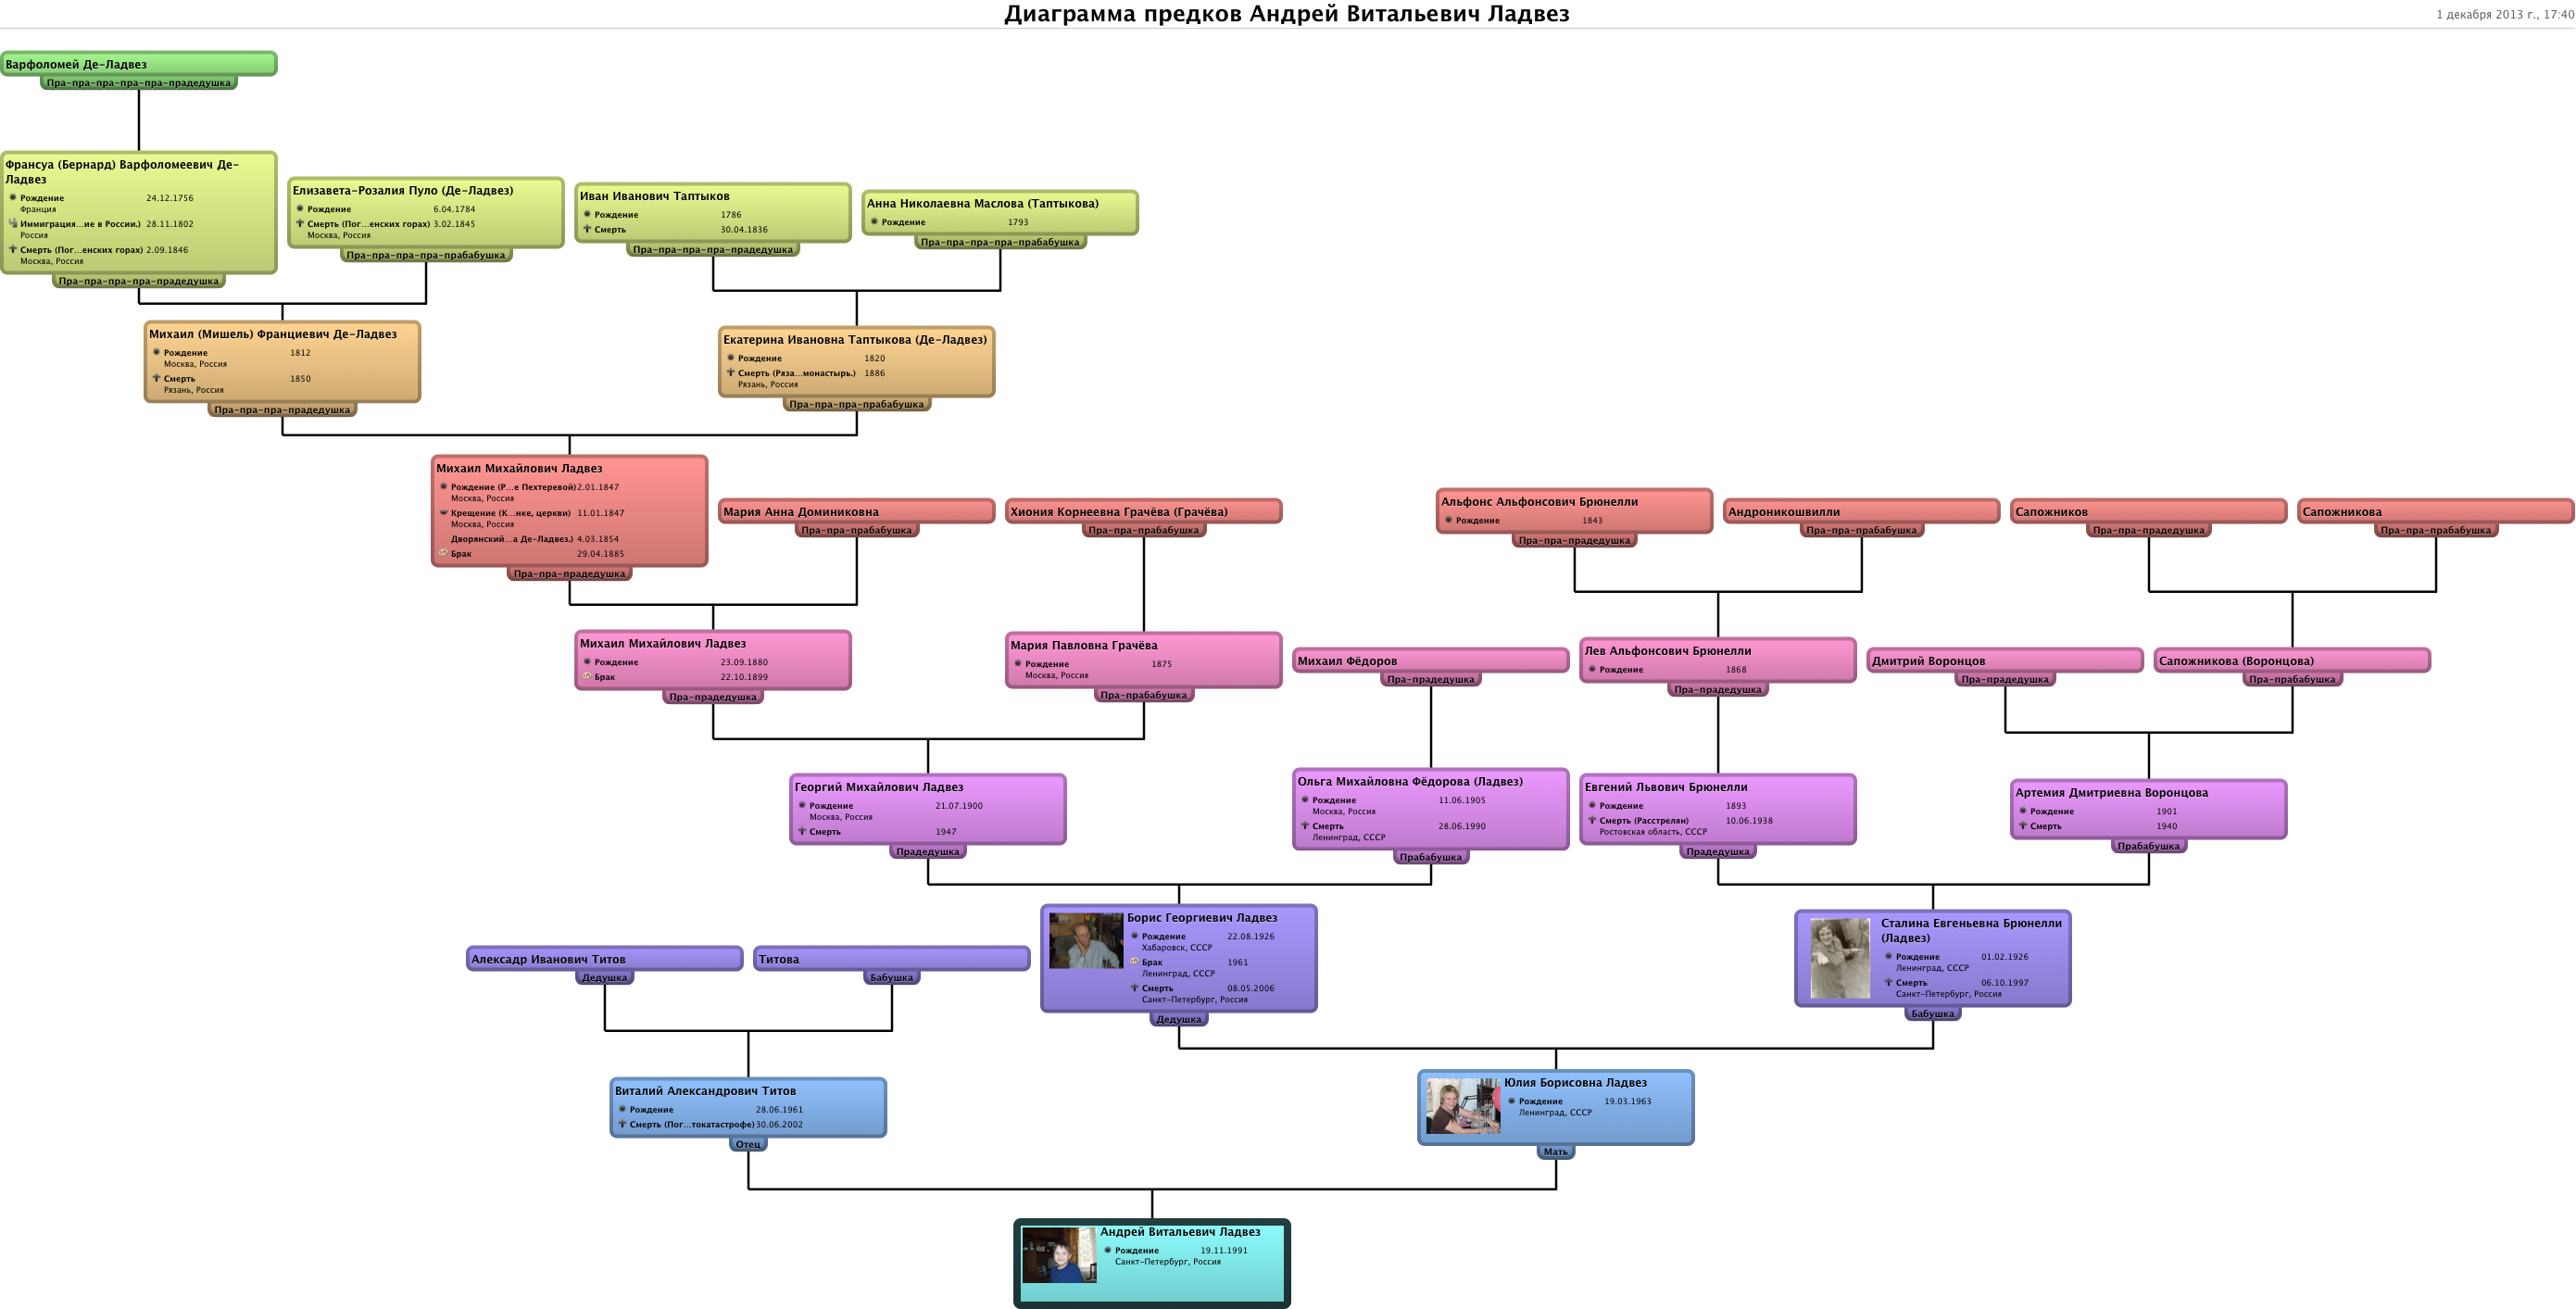 Диаграмма предков Андрей Витальевич Ладвез
1 декабря 2013 г., 17:40
Варфоломей Де-Ладвез
Пра-пра-пра-пра-пра-прадедушка
Франсуа (Бернард) Варфоломеевич Де-
Ладвез
Рождение 24.12.1756
Франция
Иммиграция...ие в России.) 28.11.1802
Россия
Смерть (Пог...енских горах) 2.09.1846
Москва, Россия
Пра-пра-пра-пра-прадедушка
Елизавета-Розалия Пуло (Де-Ладвез)
Рождение 6.04.1784
Смерть (Пог...енских горах) 3.02.1845
Москва, Россия
Пра-пра-пра-пра-прабабушка
Иван Иванович Таптыков
Рождение 1786
Смерть 30.04.1836
Пра-пра-пра-пра-прадедушка
Анна Николаевна Маслова (Таптыкова)
Рождение 1793
Пра-пра-пра-пра-прабабушка
Михаил (Мишель) Франциевич Де-Ладвез
Рождение 1812
Москва, Россия
Смерть 1850
Рязань, Россия
Пра-пра-пра-прадедушка
Екатерина Ивановна Таптыкова (Де-Ладвез)
Рождение 1820
Смерть (Ряза...монастырь.) 1886
Рязань, Россия
Пра-пра-пра-прабабушка
Михаил Михайлович Ладвез
Рождение (Р...е Пехтеревой) 2.01.1847
Москва, Россия
Крещение (К...нке, церкви) 11.01.1847
Москва, Россия
Дворянский...а Де-Ладвез.) 4.03.1854
Брак 29.04.1885
Пра-пра-прадедушка
Мария Анна Доминиковна
Пра-пра-прабабушка
Хиония Корнеевна Грачёва (Грачёва)
Пра-пра-прабабушка
Альфонс Альфонсович Брюнелли
Рождение 1843
Пра-пра-прадедушка
Андроникошвилли
Пра-пра-прабабушка
Сапожников
Пра-пра-прадедушка
Сапожникова
Пра-пра-прабабушка
Михаил Михайлович Ладвез
Рождение 23.09.1880
Брак 22.10.1899
Пра-прадедушка
Мария Павловна Грачёва
Рождение 1875
Москва, Россия
Пра-прабабушка
Михаил Фёдоров
Пра-прадедушка
Лев Альфонсович Брюнелли
Рождение 1868
Пра-прадедушка
Дмитрий Воронцов
Пра-прадедушка
Сапожникова (Воронцова)
Пра-прабабушка
Георгий Михайлович Ладвез
Рождение 21.07.1900
Москва, Россия
Смерть 1947
Прадедушка
Ольга Михайловна Фёдорова (Ладвез)
Рождение 11.06.1905
Москва, Россия
Смерть 28.06.1990
Ленинград, СССР
Прабабушка
Евгений Львович Брюнелли
Рождение 1893
Смерть (Расстрелян) 10.06.1938
Ростовская область, СССР
Прадедушка
Артемия Дмитриевна Воронцова
Рождение 1901
Смерть 1940
Прабабушка
Алексадр Иванович Титов
Дедушка
Титова
Бабушка
Борис Георгиевич Ладвез
Рождение 22.08.1926
Хабаровск, СССР
Брак 1961
Ленинград, СССР
Смерть 08.05.2006
Санкт-Петербург, Россия
Дедушка
Сталина Евгеньевна Брюнелли
(Ладвез)
Рождение 01.02.1926
Ленинград, СССР
Смерть 06.10.1997
Санкт-Петербург, Россия
Бабушка
Виталий Александрович Титов
Рождение 28.06.1961
Смерть (Пог...токатастрофе) 30.06.2002
Отец
Юлия Борисовна Ладвез
Рождение 19.03.1963
Ленинград, СССР
Мать
Андрей Витальевич Ладвез
Рождение 19.11.1991
Санкт-Петербург, Россия